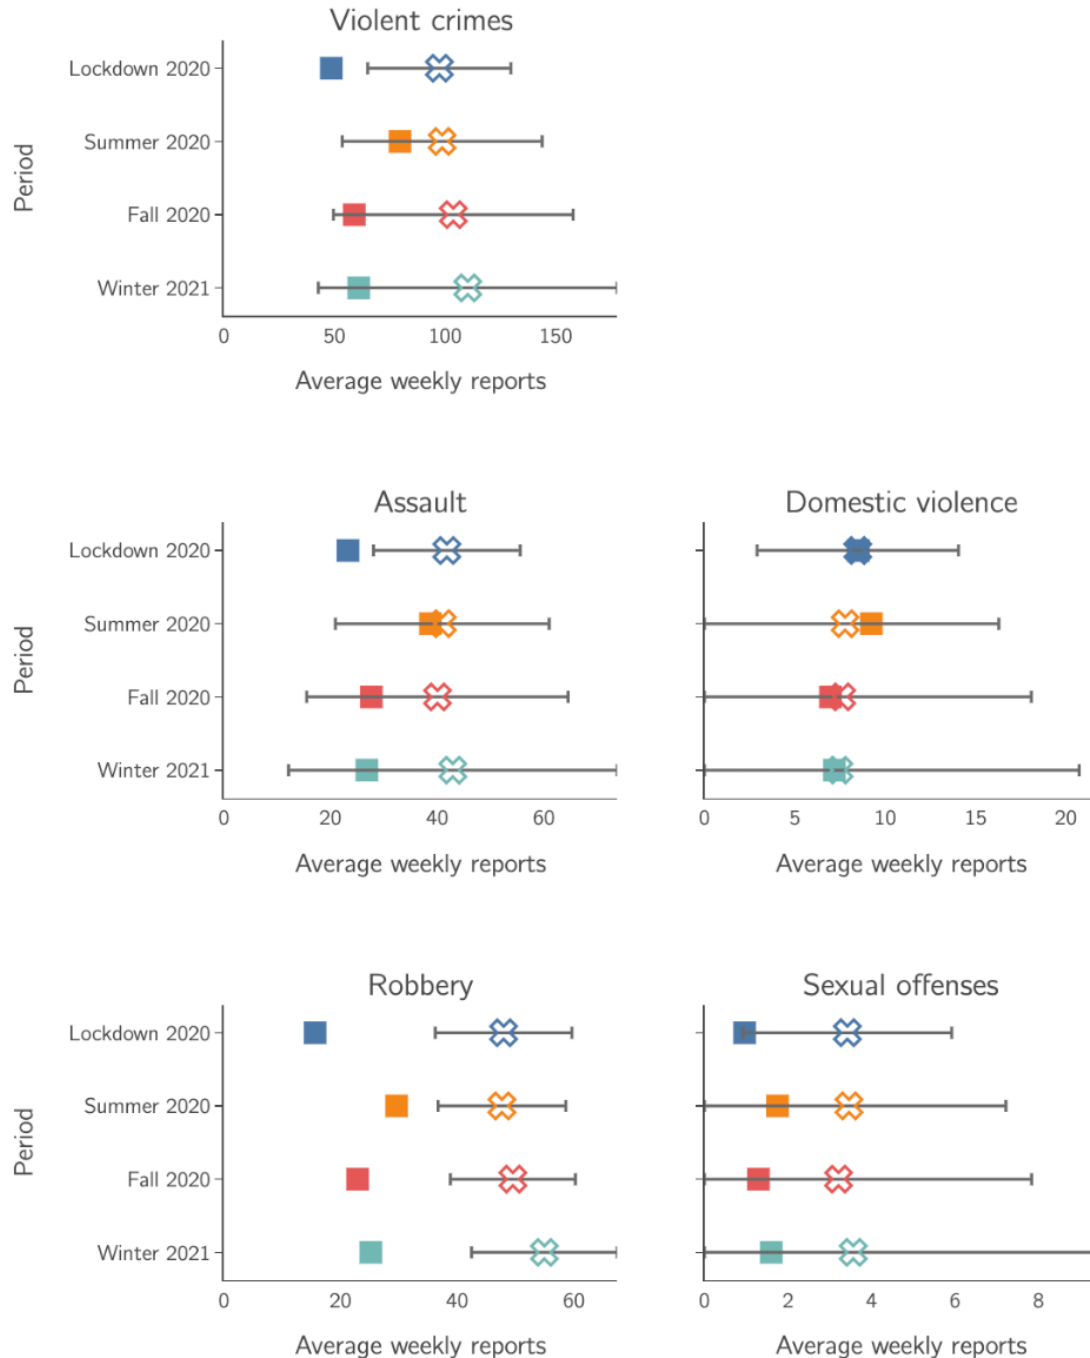 Violent crimes
Period
Lockdown 2020
Summer 2020
Fall 2020
Winter 2021
0 50 100 150
Average weekly reports
Assault
Period
Lockdown 2020
Summer 2020
Fall 2020
Winter 2021
0 20 40 60
Average weekly reports
Domestic violence
0 5 10 15 20
Average weekly reports
Robbery
Period
Lockdown 2020
Summer 2020
Fall 2020
Winter 2021
0 20 40 60
Average weekly reports
Sexual offenses
0 2 4 6 8
Average weekly reports